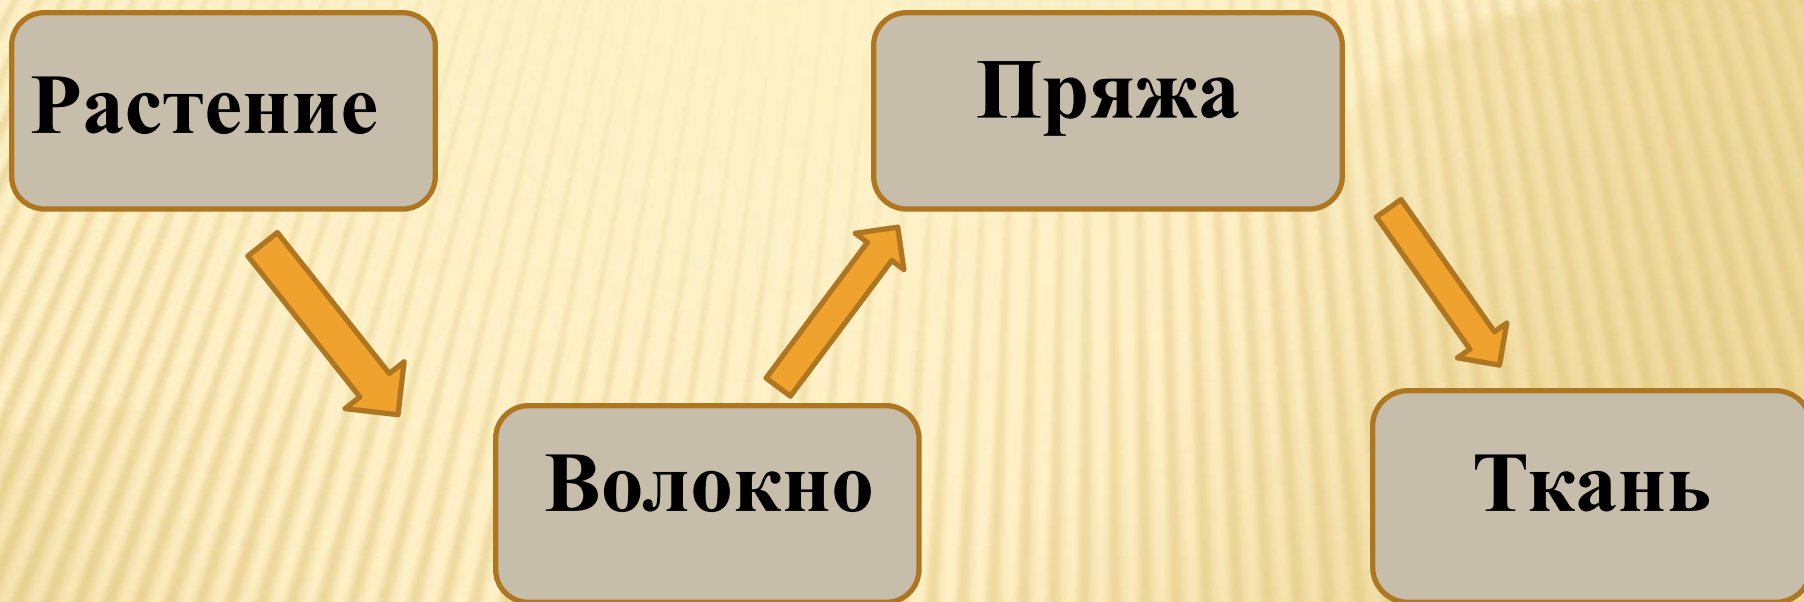 Растение
Пряжа
Волокно
Ткань